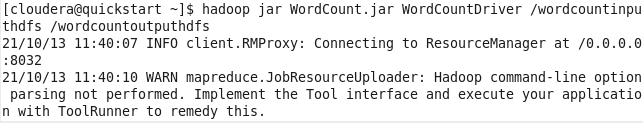 [cloudera@quickstart ~]$ hadoop jar WordCount.jar WordCountDriver /wordcountinpu
thdfs /wordcountoutputhdfs
21/10/13 11:40:07 INFO client.RMProxy: Connecting to ResourceManager at /0.0.0.0
:8032
21/10/13 11:40:10 WARN mapreduce.JobResourceUploader: Hadoop command-line option
 parsing not performed. Implement the Tool interface and execute your applicatio
n with ToolRunner to remedy this.